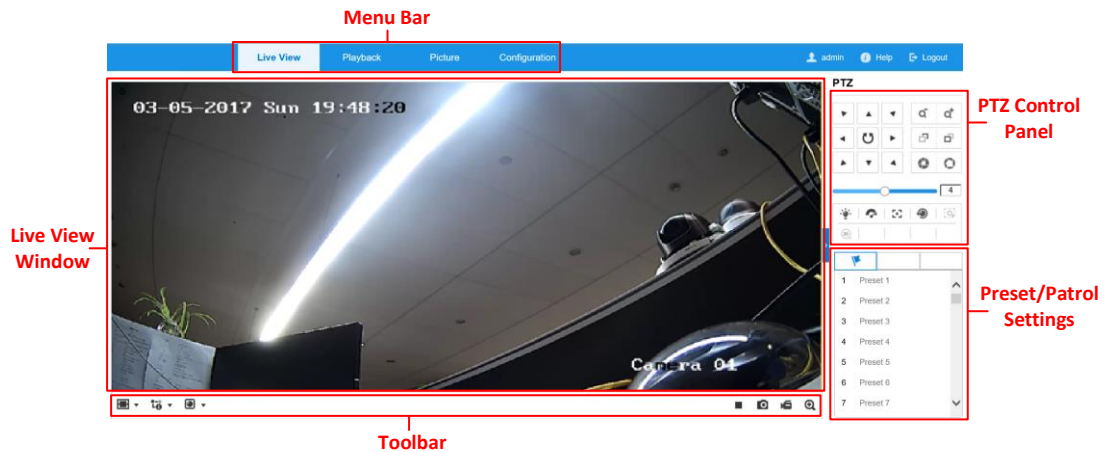 Menu Bar
Live View Playback Picture Configuration admin Help Logout
PTZ
03-05-2017 Sun 19:48:20
PTZ Control
Panel
4
Live View
Window
1 Preset 1
2 Preset 2
3 Preset 3
4 Preset 4
5 Preset 5
6 Preset 6
7 Preset 7
Preset/Patrol
Settings
Camera 01
Toolbar